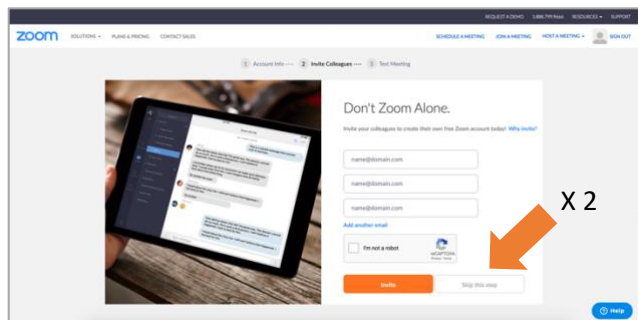 REQUEST A DEMO 1.888.799.9666 RESOURCES SUPPORT
zoom SOLUTIONS PLANS & PRICING CONTACT SALES SCHEDULE A MEETING JOIN A MEETING HOST A MEETING SIGN OUT
1 Account Info 2 Invite Colleagues 3 Test Meeting
Don't Zoom Alone.
Invite your colleagues to create their own free Zoom account today! Why invite?
name@domain.com
name@domain.com
name@domain.com
X 2
Add another email
I'm not a robot
reCAPTCHA
Privacy - Terms
Invite Skip this step
Help